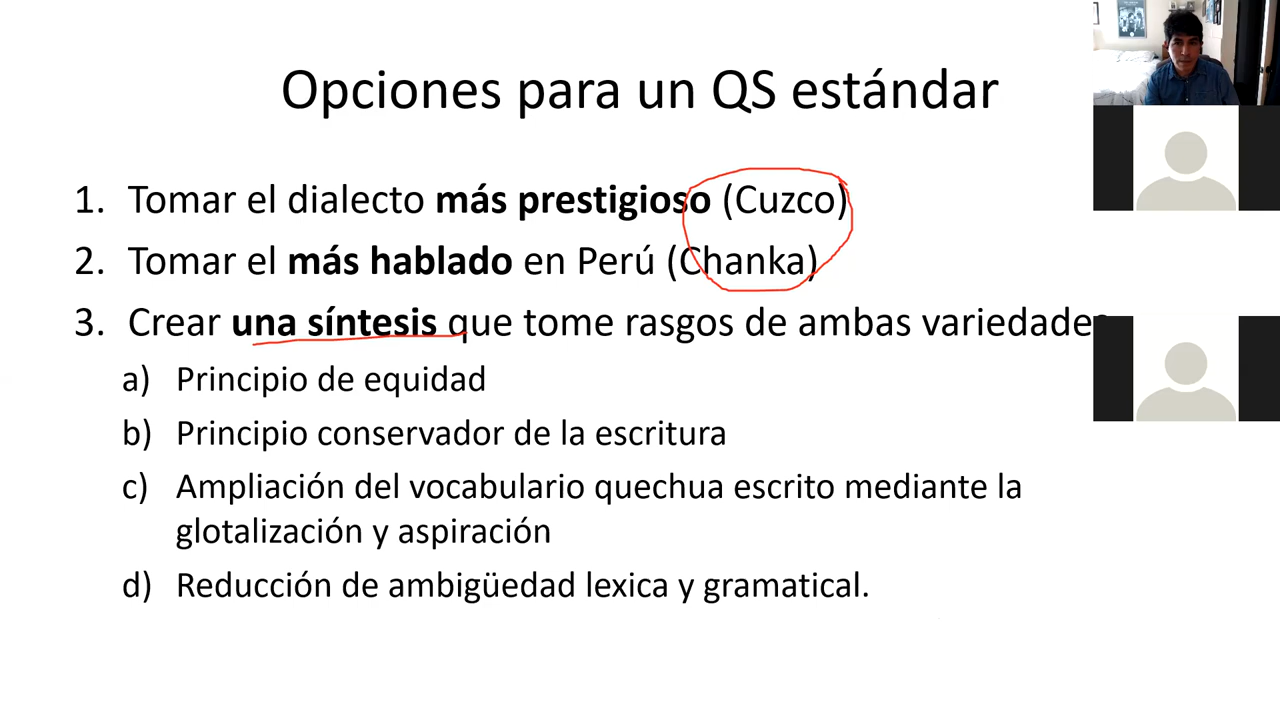 Opciones para un QS estándar
1. Tomar el dialecto más prestigioso (Cuzco)
2. Tomar el más hablado en Perú (Chanka)
3. Crear una síntesis que tome rasgos de ambas variedades
a) Principio de equidad
b) Principio conservador de la escritura
c) Ampliación del vocabulario quechua escrito mediante la
glotalización y aspiración
d) Reducción de ambigüedad lexica y gramatical.